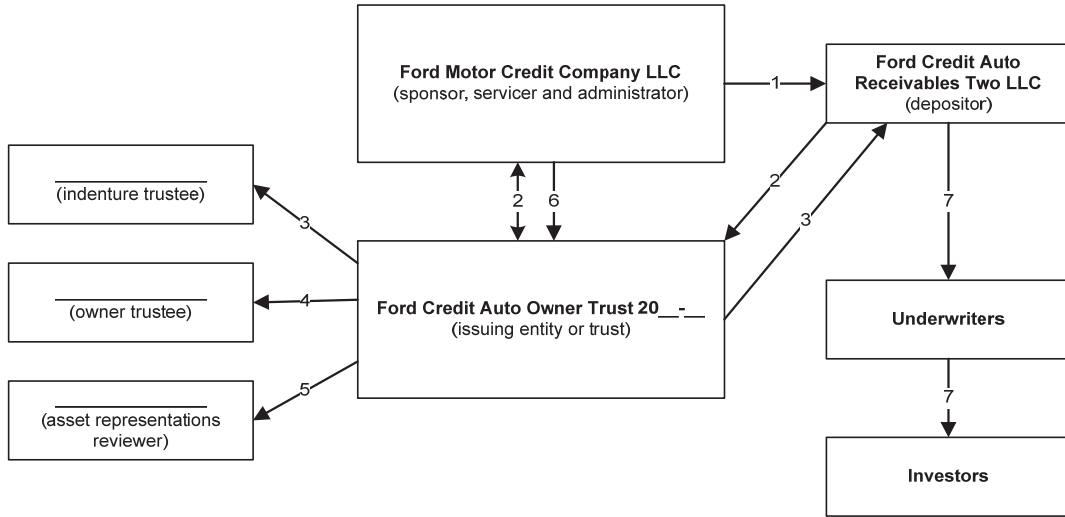 Ford Motor Credit Company LLC
(sponsor, servicer and administrator)
1
Ford Credit Auto
Receivables Two LLC
(depositor)
(indenture trustee)
3
2
6
2
3
7
(owner trustee)
4
Ford Credit Auto Owner Trust 20__-__
(issuing entity or trust)
Underwriters
(asset representations
reviewer)
5
7
Investors